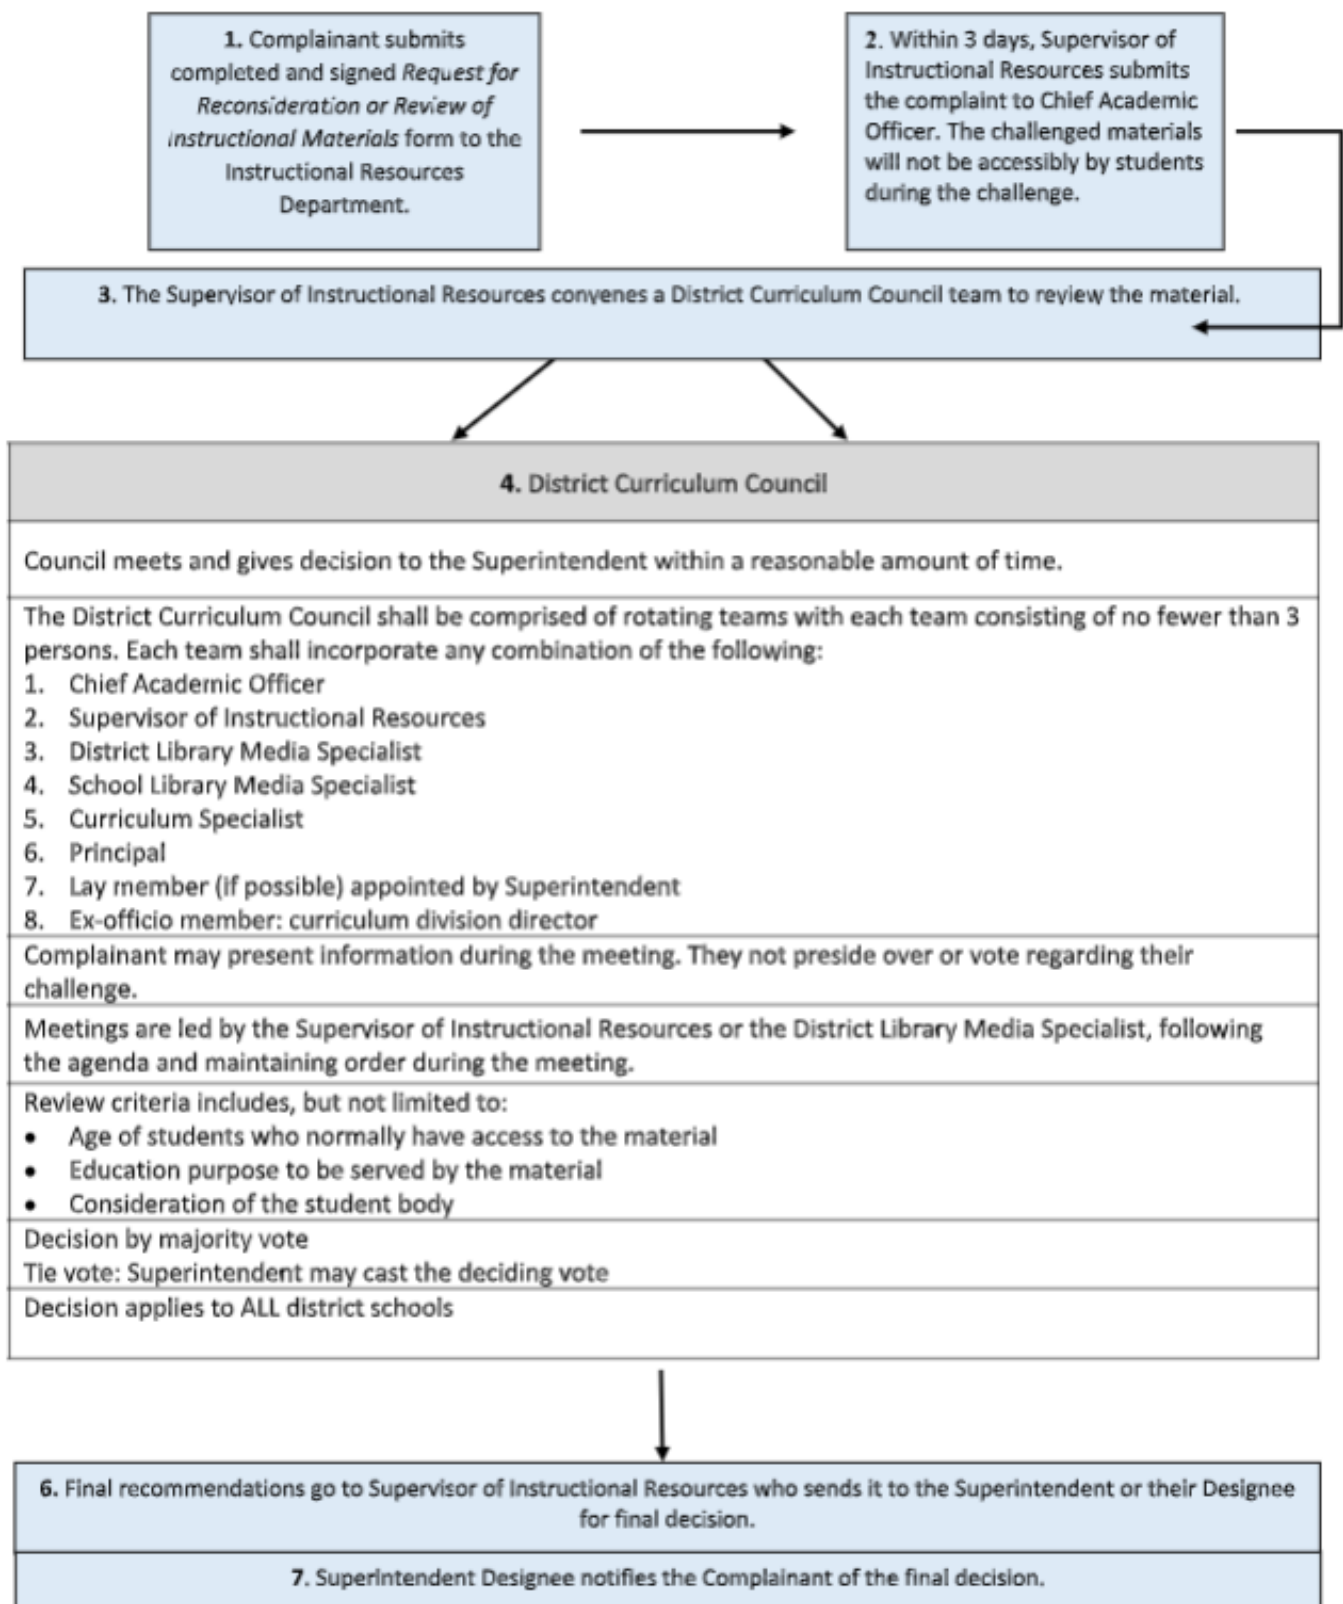 1. Complainant submits
completed and signed Request for
Reconsideration or Review of
Instructional Materials form to the
Instructional Resources
Department.
2. Within 3 days, Supervisor of
Instructional Resources submits
the complaint to Chief Academic
Officer. The challenged materials
will not be accessibly by students
during the challenge.
3. The Supervisor of Instructional Resources convenes a District Curriculum Council team to review the material.
4. District Curriculum Council
Council meets and gives decision to the Superintendent within a reasonable amount of time.
The District Curriculum Council shall be comprised of rotating teams with each team consisting of no fewer than 3
persons. Each team shall incorporate any combination of the following:
1. Chief Academic Officer
2. Supervisor of Instructional Resources
3. District Library Media Specialist
4. School Library Media Specialist
5. Curriculum Specialist
6. Principal
7. Lay member (if possible) appointed by Superintendent
8. Ex-officio member: curriculum division director
Complainant may present information during the meeting. They not preside over or vote regarding their
challenge.
Meetings are led by the Supervisor of Instructional Resources or the District Library Media Specialist, following
the agenda and maintaining order during the meeting.
Review criteria includes, but not limited to:
• Age of students who normally have access to the material
• Education purpose to be served by the material
• Consideration of the student body
Decision by majority vote
Tie vote: Superintendent may cast the deciding vote
Decision applies to ALL district schools
6. Final recommendations go to Supervisor of Instructional Resources who sends it to the Superintendent or their Designee
for final decision.
7. Superintendent Designee notifies the Complainant of the final decision.